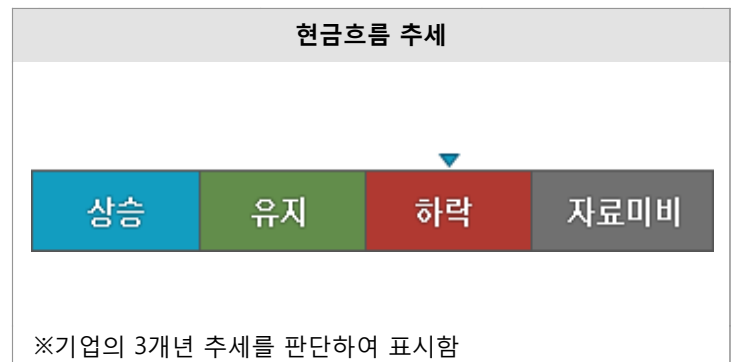 현금흐름 추세
상승 유지 하락 자료미비
※기업의 3개년 추세를 판단하여 표시함